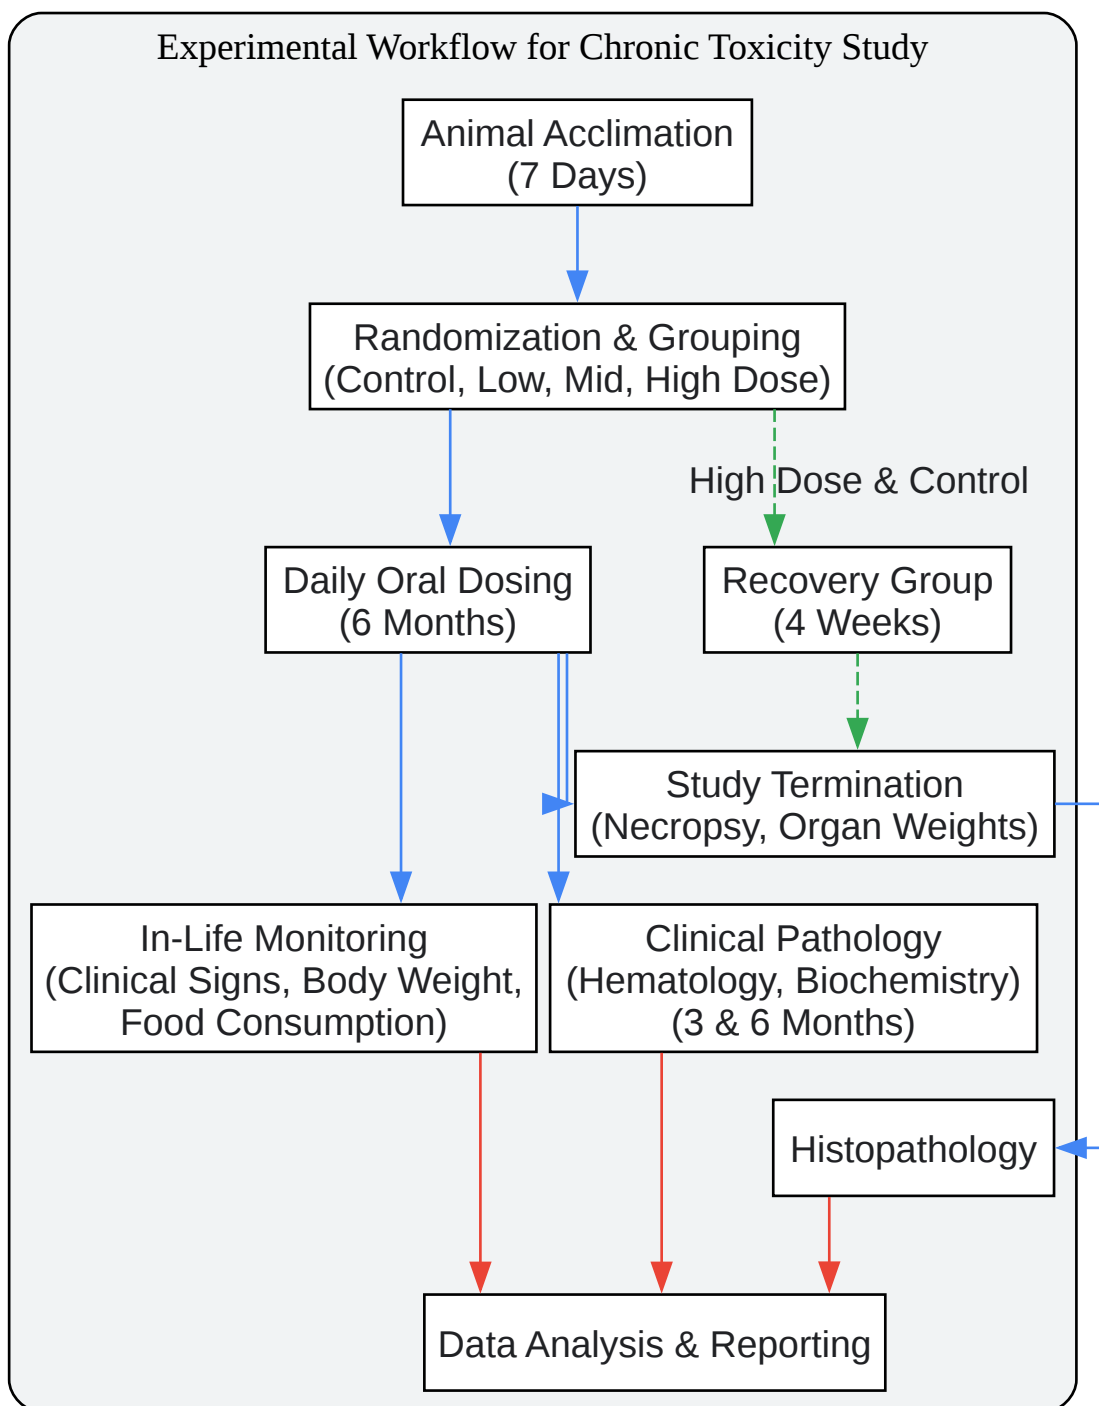 Experimental Workflow for Chronic Toxicity Study
Animal Acclimation
(7 Days)
Randomization & Grouping
(Control, Low, Mid, High Dose)
High Dose & Control
Daily Oral Dosing
(6 Months)
Recovery Group
(4 Weeks)
Study Termination
(Necropsy, Organ Weights)
In-Life Monitoring
(Clinical Signs, Body Weight,
Food Consumption)
Clinical Pathology
(Hematology, Biochemistry)
(3 & 6 Months)
Histopathology
Data Analysis & Reporting